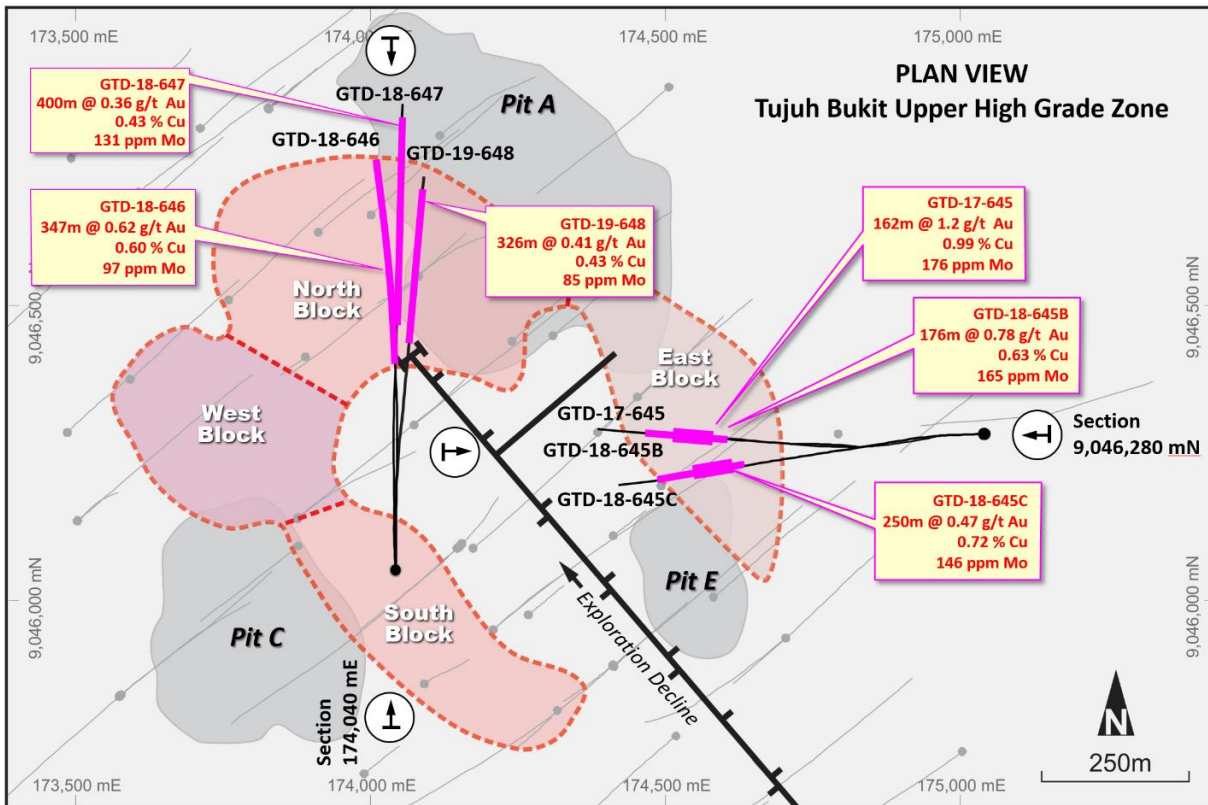 173,500 mE
174,000 mE
174,500 mE
175,000 mE
PLAN VIEW
Tujuh Bukit Upper High Grade Zone
GTD-18-647
400m @ 0.36 g/t Au
0.43 % Cu
131 ppm Mo
GTD-18-647
Pit A
GTD-18-646
GTD-19-648
GTD-18-646
347m @ 0.62 g/t Au
0.60 % Cu
97 ppm Mo
GTD-19-648
326m @ 0.41 g/t Au
0.43 % Cu
85 ppm Mo
GTD-17-645
162m @ 1.2 g/t Au
0.99 % Cu
176 ppm Mo
North
Block
9,046,500 mN
9,046,500 mN
GTD-18-645B
176m @ 0.78 g/t Au
0.63 % Cu
165 ppm Mo
East
Block
West
Block
GTD-17-645
GTD-18-645B
GTD-18-645C
Section
9,046,280 mN
GTD-18-645C
250m @ 0.47 g/t Au
0.72 % Cu
146 ppm Mo
9,046,000 mN
9,046,000 mN
Pit E
Pit C
South
Block
Exploration Decline
Section
174,040 mE
N
250m
173,500 mE
174,000 mE
174,500 mE
175,000 mE